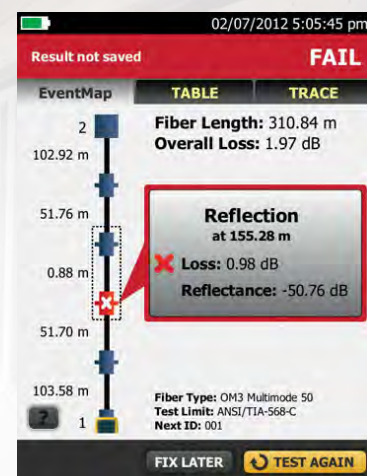 02/07/2012 5:05:45 pm
Result not saved
FAIL
EventMap
TABLE
TRACE
2
102.92 m
51.76 m
0.88 m
51.70 m
103.58 m
?
1
Fiber Length: 310.84 m
Overall Loss: 1.97 dB
Reflection
at 155.28 m
Loss: 0.98 dB
Reflectance: -50.76 dB
Fiber Type: OM3 Multimode 50
Test Limit: ANSI/TIA-568-C
Next ID: 001
FIX LATER
TEST AGAIN